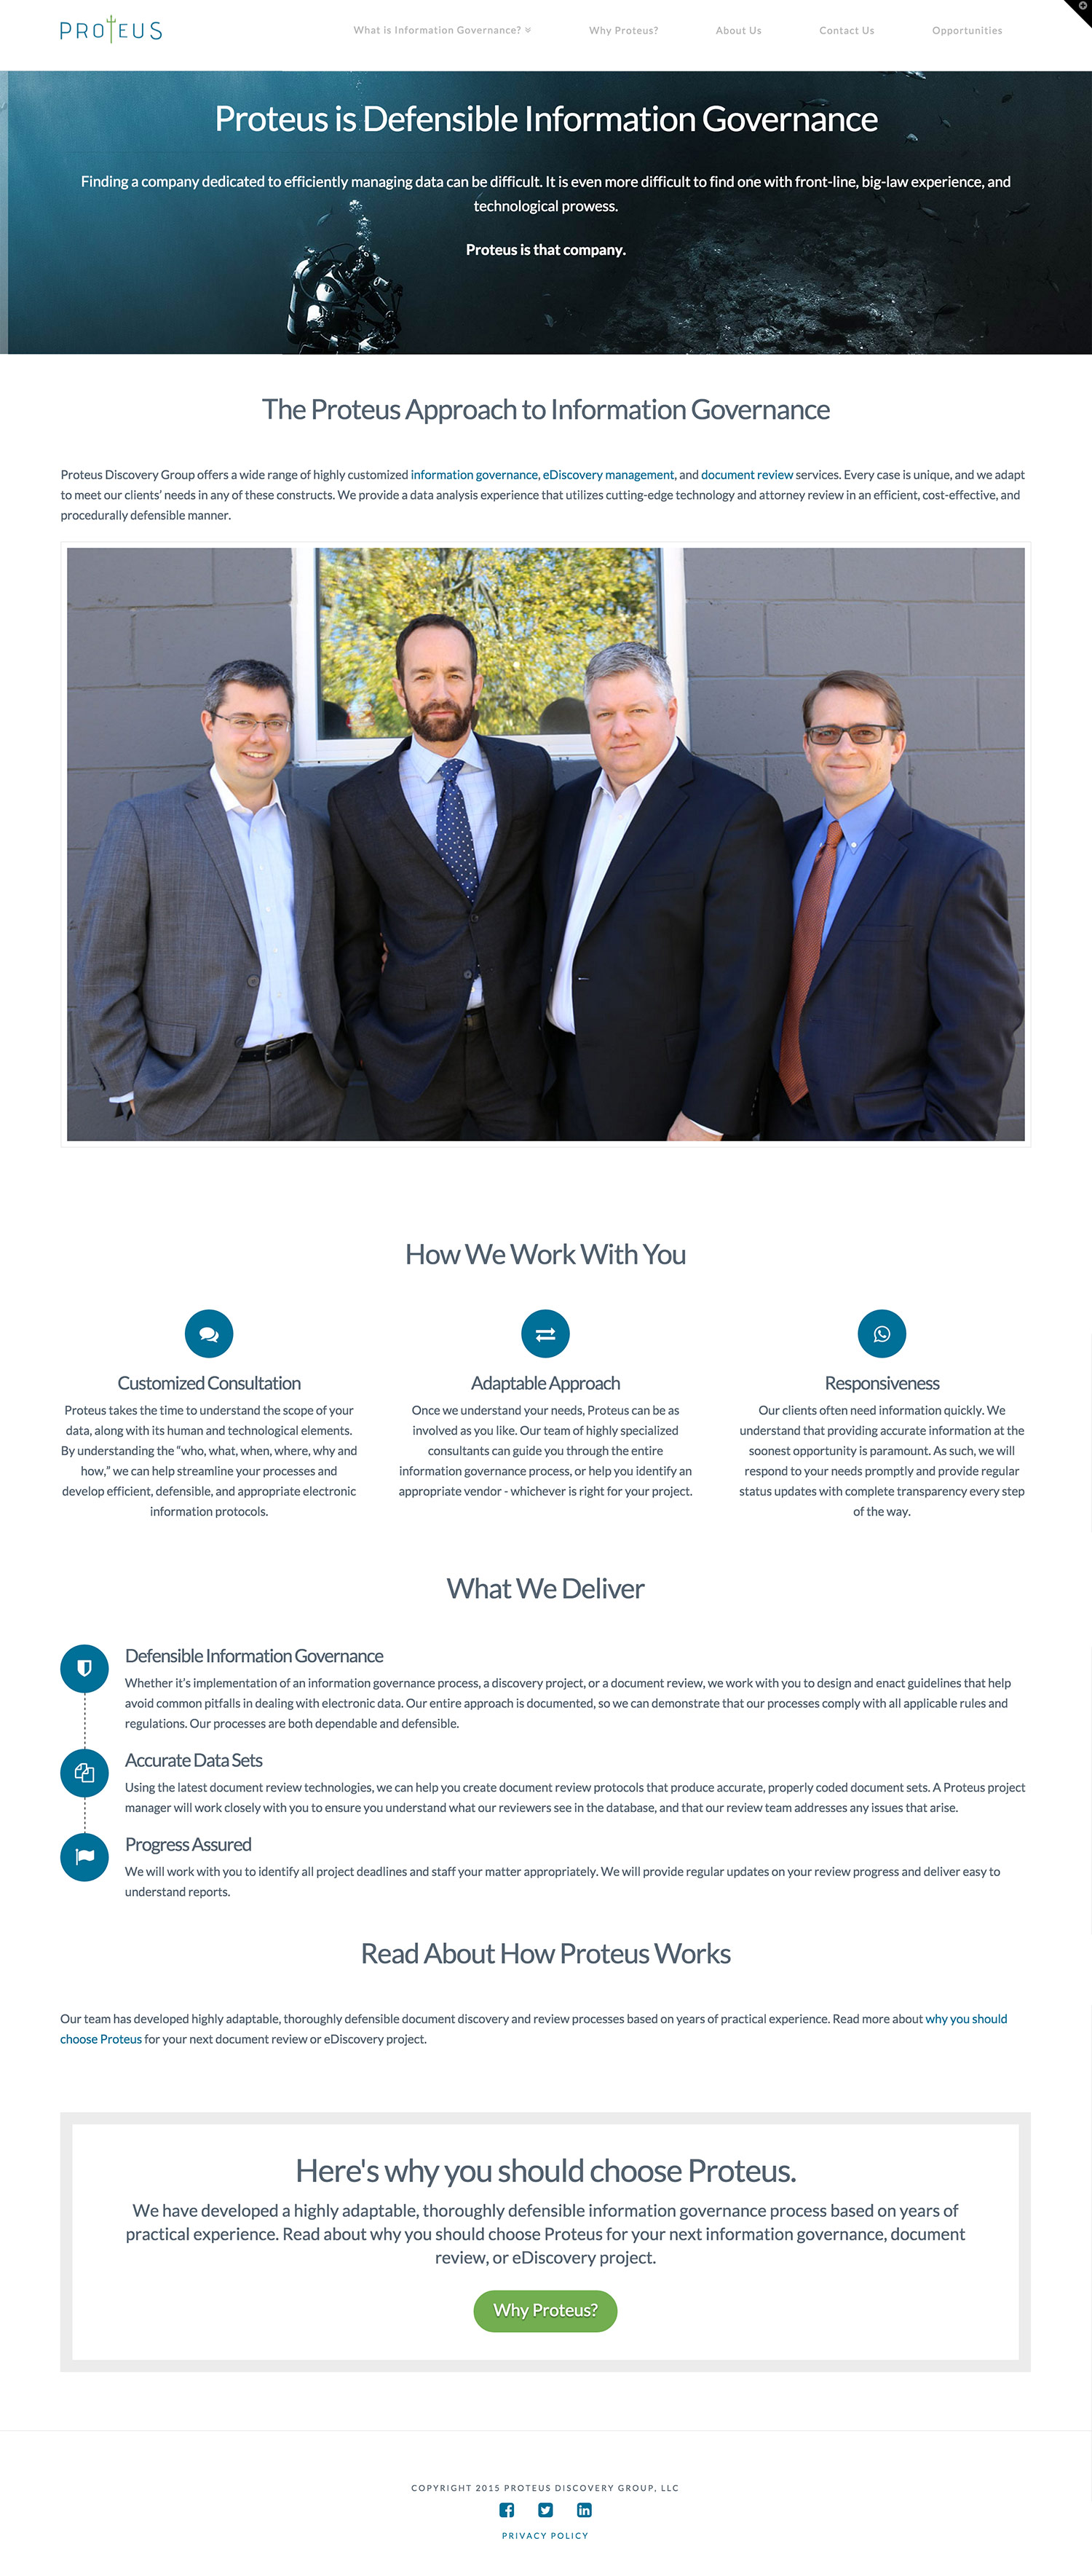 PROTEUS
What is Information Governance?
Why Proteus?
About Us
Contact Us
Opportunities
Proteus is Defensible Information Governance
Finding a company dedicated to efficiently managing data can be difficult. It is even more difficult to find one with front-line, big-law experience, and
technological prowess.
Proteus is that company.
The Proteus Approach to Information Governance
Proteus Discovery Group offers a wide range of highly customized information governance, eDiscovery management, and document review services. Every case is unique, and we adapt
to meet our clients’ needs in any of these constructs. We provide a data analysis experience that utilizes cutting-edge technology and attorney review in an efficient, cost-effective, and
procedurally defensible manner.
How We Work With You
Customized Consultation
Proteus takes the time to understand the scope of your
data, along with its human and technological elements.
By understanding the “who, what, when, where, why and
how,” we can help streamline your processes and
develop efficient, defensible, and appropriate electronic
information protocols.
Adaptable Approach
Once we understand your needs, Proteus can be as
involved as you like. Our team of highly specialized
consultants can guide you through the entire
information governance process, or help you identify an
appropriate vendor - whichever is right for your project.
Responsiveness
Our clients often need information quickly. We
understand that providing accurate information at the
soonest opportunity is paramount. As such, we will
respond to your needs promptly and provide regular
status updates with complete transparency every step
of the way.
What We Deliver
Defensible Information Governance
Whether it’s implementation of an information governance process, a discovery project, or a document review, we work with you to design and enact guidelines that help
avoid common pitfalls in dealing with electronic data. Our entire approach is documented, so we can demonstrate that our processes comply with all applicable rules and
regulations. Our processes are both dependable and defensible.
Accurate Data Sets
Using the latest document review technologies, we can help you create document review protocols that produce accurate, properly coded document sets. A Proteus project
manager will work closely with you to ensure you understand what our reviewers see in the database, and that our review team addresses any issues that arise.
Progress Assured
We will work with you to identify all project deadlines and staff your matter appropriately. We will provide regular updates on your review progress and deliver easy to
understand reports.
Read About How Proteus Works
Our team has developed highly adaptable, thoroughly defensible document discovery and review processes based on years of practical experience. Read more about why you should
choose Proteus for your next document review or eDiscovery project.
Here's why you should choose Proteus.
We have developed a highly adaptable, thoroughly defensible information governance process based on years of
practical experience. Read about why you should choose Proteus for your next information governance, document
review, or eDiscovery project.
Why Proteus?
COPYRIGHT 2015 PROTEUS DISCOVERY GROUP, LLC
PRIVACY POLICY